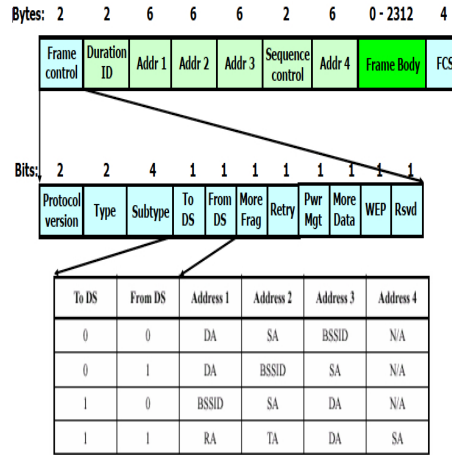 Bytes: 2 2 6 6 6 2 6 0 - 2312 4
Frame control Duration ID Addr 1 Addr 2 Addr 3 Sequence control Addr 4 Frame Body FCS
Bits: 2 2 4 1 1 1 1 1 1 1 1
Protocol version Type Subtype To DS From DS More Frag Retry Pwr Mgt More Data WEP Rsvd
To DS From DS Address 1 Address 2 Address 3 Address 4
0 0 DA SA BSSID N/A
0 1 DA BSSID SA N/A
1 0 BSSID SA DA N/A
1 1 RA TA DA SA